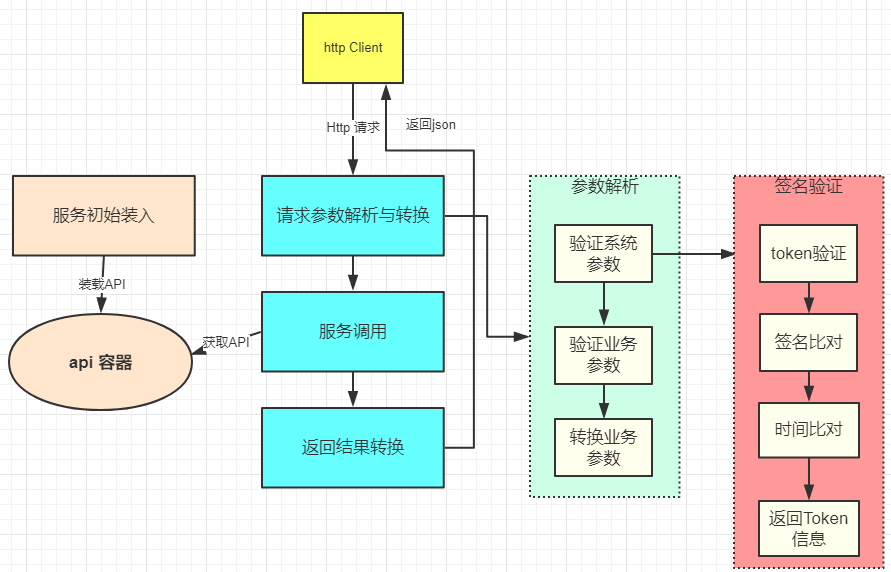 http Client
Http 请求
返回json
服务初始装入
装载API
api 容器
获取API
请求参数解析与转换
服务调用
返回结果转换
参数解析
验证系统
参数
验证业务
参数
转换业务
参数
签名验证
token验证
签名比对
时间比对
返回Token
信息